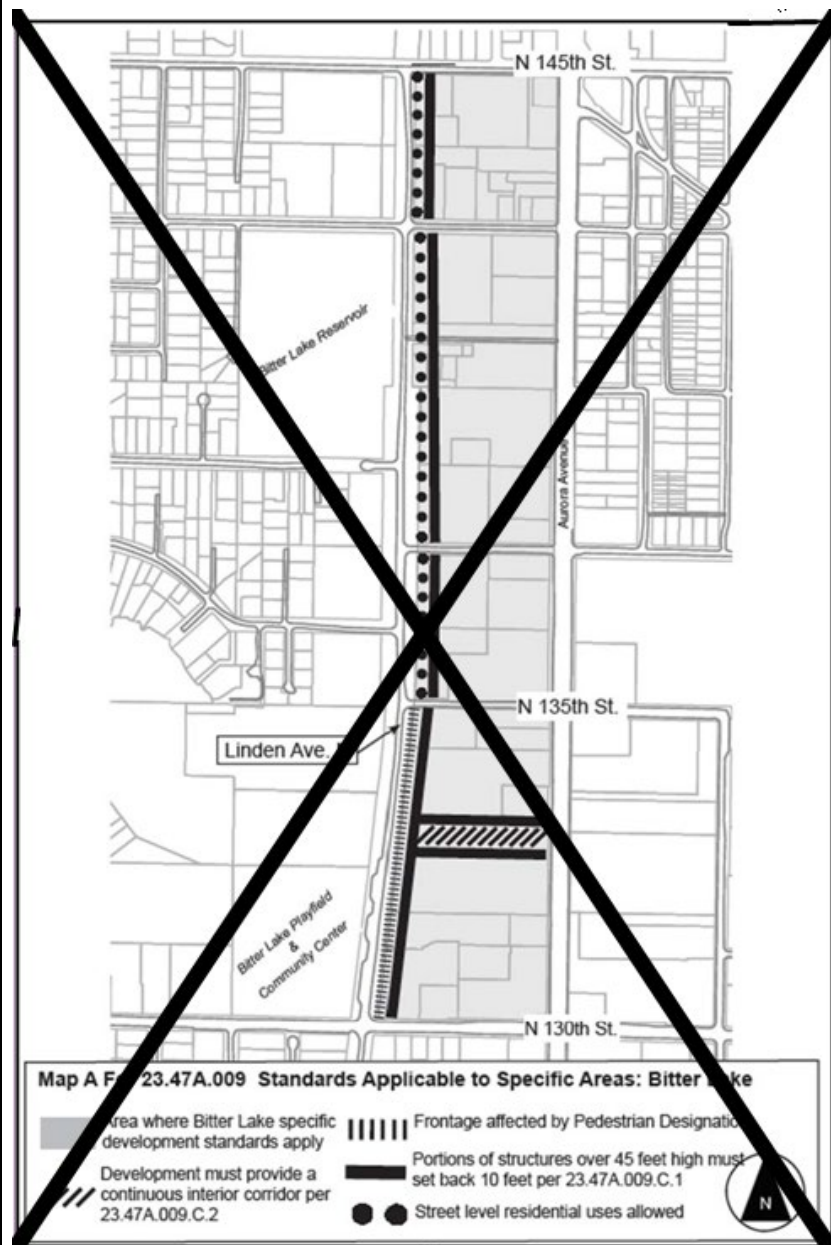 N 145th St.
Bitter Lake Reservoir
Aurora Avenue
N 135th St.
Linden Ave.
Bitter Lake Playfield
&
Community Center
N 130th St.
Map A 23.47A.009 Standards Applicable to Specific Areas: Bitter
Area where Bitter Lake specific
development standards apply
Development must provide a
continuous interior corridor per
23.47A.009.C.2
Frontage affected by Pedestrian
Portions of structures over 45 feet high must
set back 10 feet per 23.47A.009.C.1
Street level residential uses allowed
N